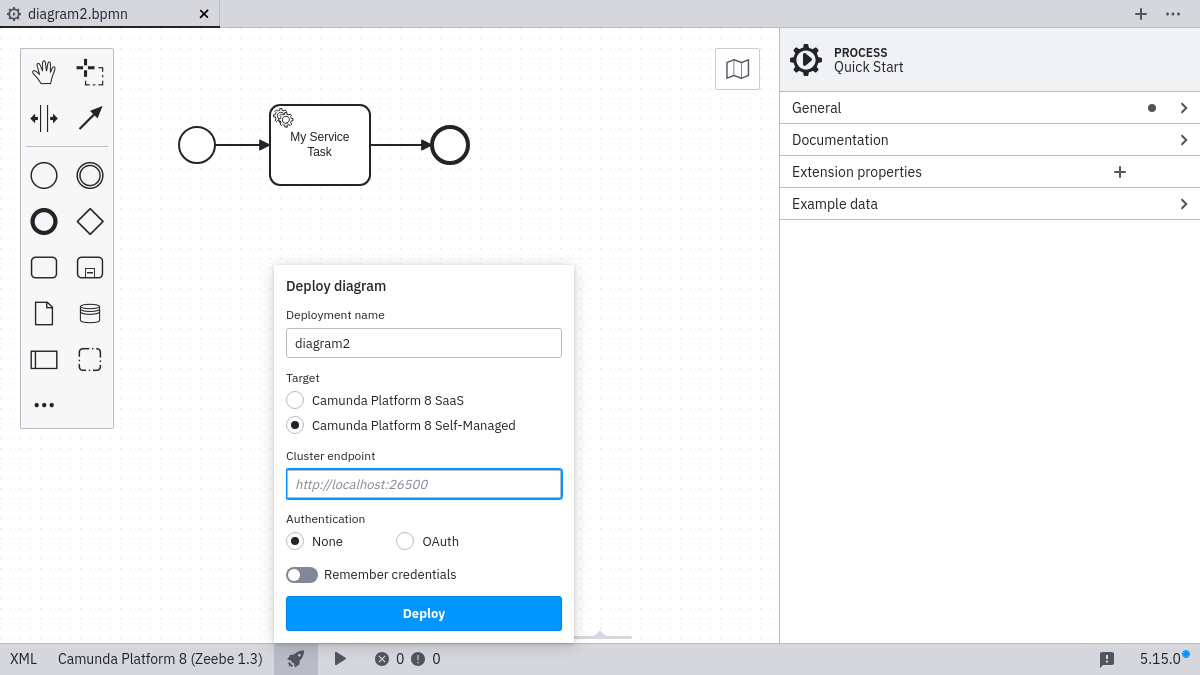 diagram2.bpmn
PROCESS
Quick Start
General
Documentation
Extension properties
Example data
My Service
Task
Deploy diagram
Deployment name
diagram2
Target
Camunda Platform 8 SaaS
Camunda Platform 8 Self-Managed
Cluster endpoint
http://localhost:26500
Authentication
None OAuth
Remember credentials
Deploy
XML Camunda Platform 8 (Zeebe 1.3) 0 0 5.15.0